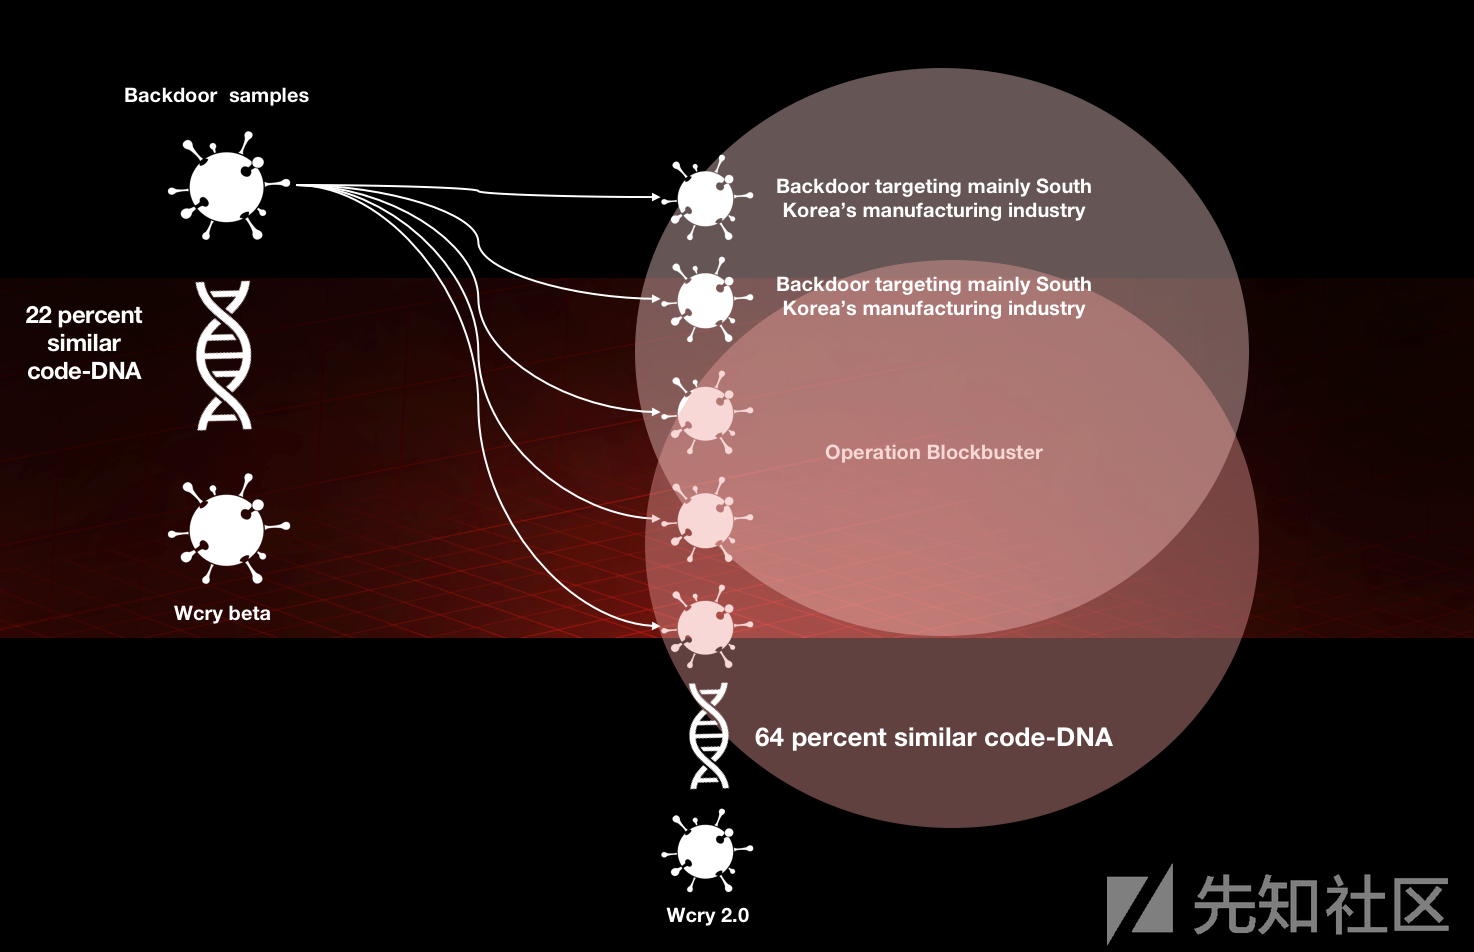 Backdoor samples
22 percent
similar
code-DNA
Wcry beta
Backdoor targeting mainly South
Korea’s manufacturing industry
Backdoor targeting mainly South
Korea’s manufacturing industry
Operation Blockbuster
64 percent similar code-DNA
Wcry 2.0
先知社区